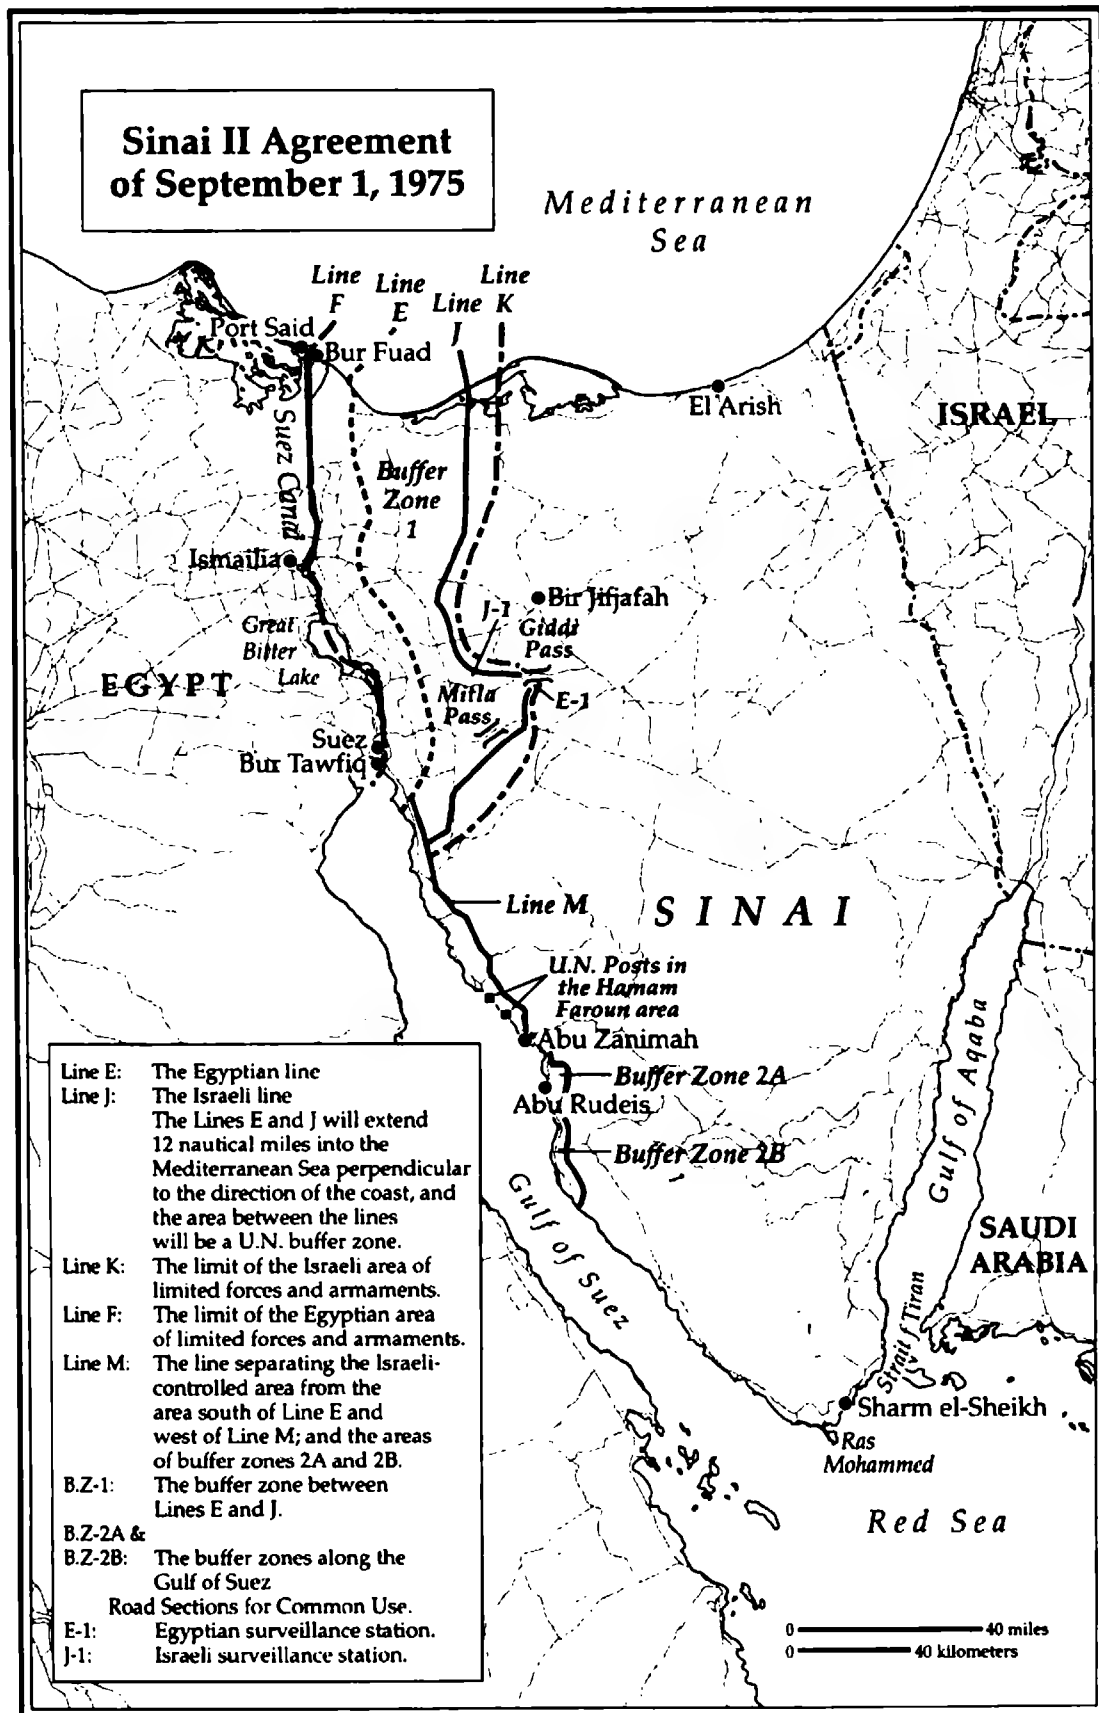 Sinai II Agreement
of September 1, 1975
Mediterranean
Sea
Line
F
Line
E
Line
J
Line
K
Port Said
Bur Fuad
El Arish
ISRAEL
Suez Canal
Buffer
Zone
1
Ismailia
Bir Jifjafah
J-1
Giddi
Pass
Great
Bitter
Lake
EGYPT
Mitla
Pass
E-1
Suez
Bur Tawfiq
Line M
SINAI
U.N. Posts in
the Hamam
Faroun area
Abu Zanimah
Buffer Zone 2A
Abu Rudeis
Buffer Zone 2B
Gulf of Suez
Gulf of Aqaba
SAUDI
ARABIA
Strait f Tiran
Sharm el-Sheikh
Ras
Mohammed
Red Sea
Line E: The Egyptian line
Line J: The Israeli line
The Lines E and J will extend
12 nautical miles into the
Mediterranean Sea perpendicular
to the direction of the coast, and
the area between the lines
will be a U.N. buffer zone.
Line K: The limit of the Israeli area of
limited forces and armaments.
Line F: The limit of the Egyptian area
of limited forces and armaments.
Line M: The line separating the Israeli-
controlled area from the
area south of Line E and
west of Line M; and the areas
of buffer zones 2A and 2B.
B.Z-1: The buffer zone between
Lines E and J.
B.Z-2A &
B.Z-2B: The buffer zones along the
Gulf of Suez
Road Sections for Common Use.
E-1: Egyptian surveillance station.
J-1: Israeli surveillance station.
0 40 miles
0 40 kilometers